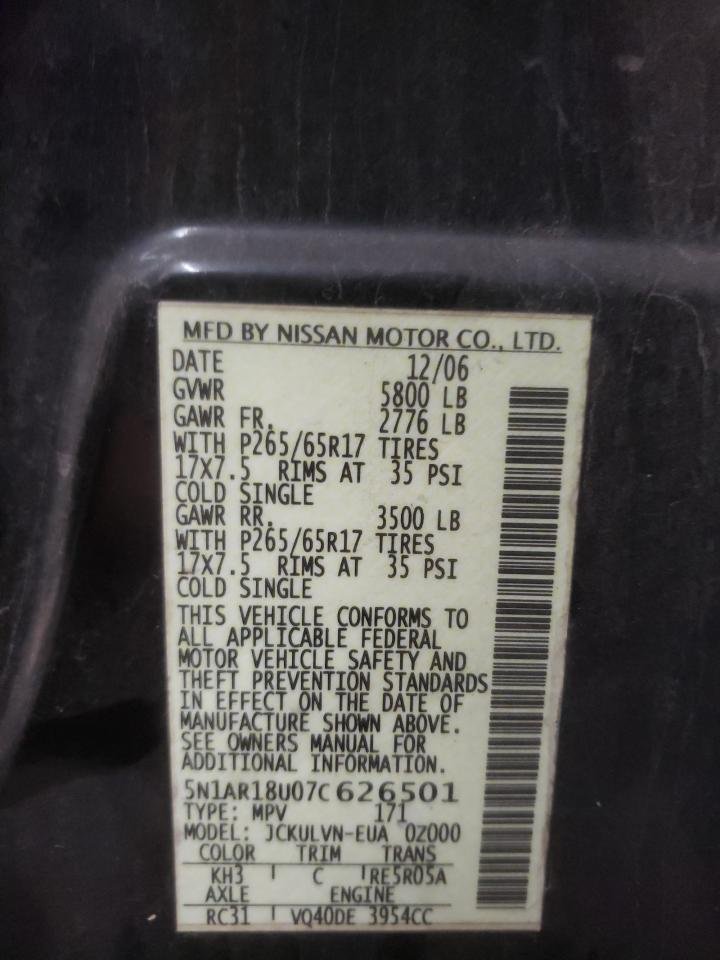 MFD BY NISSAN MOTOR CO., LTD.
DATE 12/06
GVWR 5800 LB
GAWR FR. 2776 LB
WITH P265/65R17 TIRES
17X7.5 RIMS AT 35 PSI
COLD SINGLE
GAWR RR. 3500 LB
WITH P265/65R17 TIRES
17X7.5 RIMS AT 35 PSI
COLD SINGLE
THIS VEHICLE CONFORMS TO
ALL APPLICABLE FEDERAL
MOTOR VEHICLE SAFETY AND
THEFT PREVENTION STANDARDS
IN EFFECT ON THE DATE OF
MANUFACTURE SHOWN ABOVE.
SEE OWNERS MANUAL FOR
ADDITIONAL INFORMATION.
5N1AR18U07C626501
TYPE: MPV 171
MODEL: JCKULVN-EUA 0Z000
COLOR TRIM TRANS
KH3 C RE5R05A
AXLE ENGINE
RC31 VQ40DE 3954CC